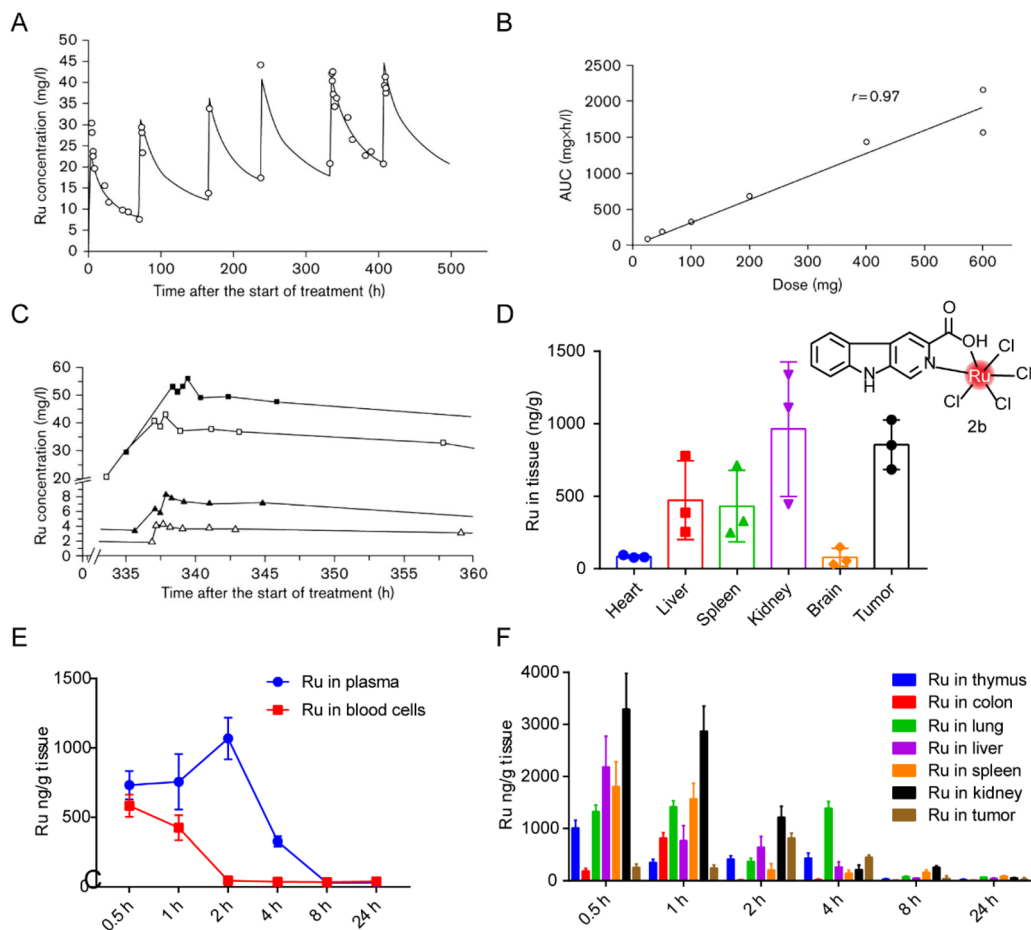 A
Ru concentration (mg/l)
50
45
40
35
30
25
20
15
10
5
0
0 100 200 300 400 500
Time after the start of treatment (h)
B
AUC (mg×h/l)
2500
2000
1500
1000
500
0
r=0.97
0 100 200 300 400 500 600
Dose (mg)
C
Ru concentration (mg/l)
60
50
40
30
20
8
6
4
2
0
335 340 345 350 355 360
Time after the start of treatment (h)
D
Ru in tissue (ng/g)
1500
1000
500
0
Heart Liver Spleen Kidney Brain Tumor
O
OH
Cl
N
Ru
Cl
N
H
Cl
Cl
2b
E
Ru ng/g tissue
1500
1000
500
0
Ru in plasma
Ru in blood cells
C
0.5 h 1 h 2 h 4 h 8 h 24 h
F
Ru ng/g tissue
4000
3000
2000
1000
0
Ru in thymus
Ru in colon
Ru in lung
Ru in liver
Ru in spleen
Ru in kidney
Ru in tumor
0.5 h 1 h 2 h 4 h 8 h 24 h